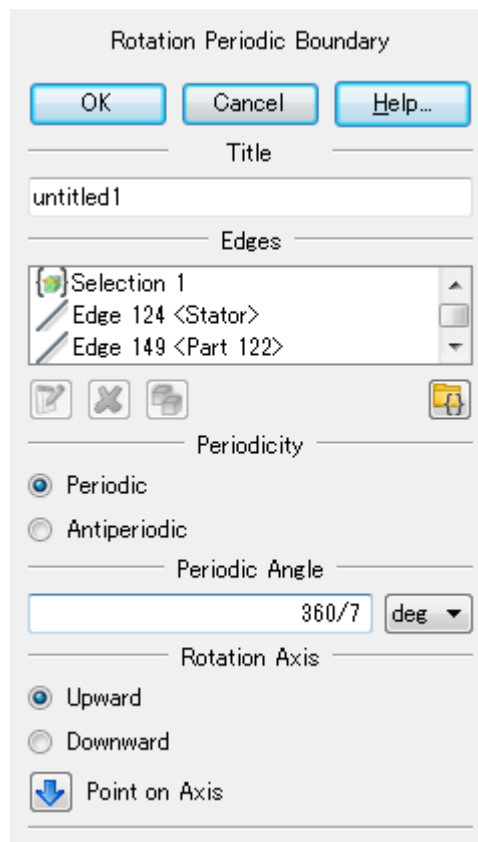 Rotation Periodic Boundary
OK Cancel Help...
Title
untitled1
Edges
Selection 1
Edge 124 <Stator>
Edge 149 <Part 122>
Periodicity
Periodic
Antiperiodic
Periodic Angle
360/7 deg
Rotation Axis
Upward
Downward
Point on Axis